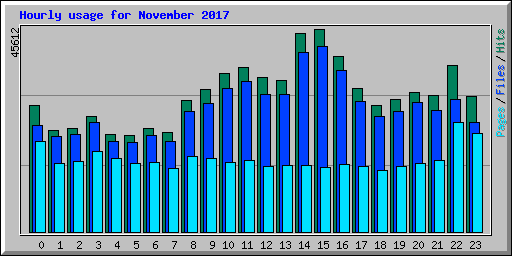 Hourly usage for November 2017
45612
Pages/Files/Hits
0 1 2 3 4 5 6 7 8 9 10 11 12 13 14 15 16 17 18 19 20 21 22 23